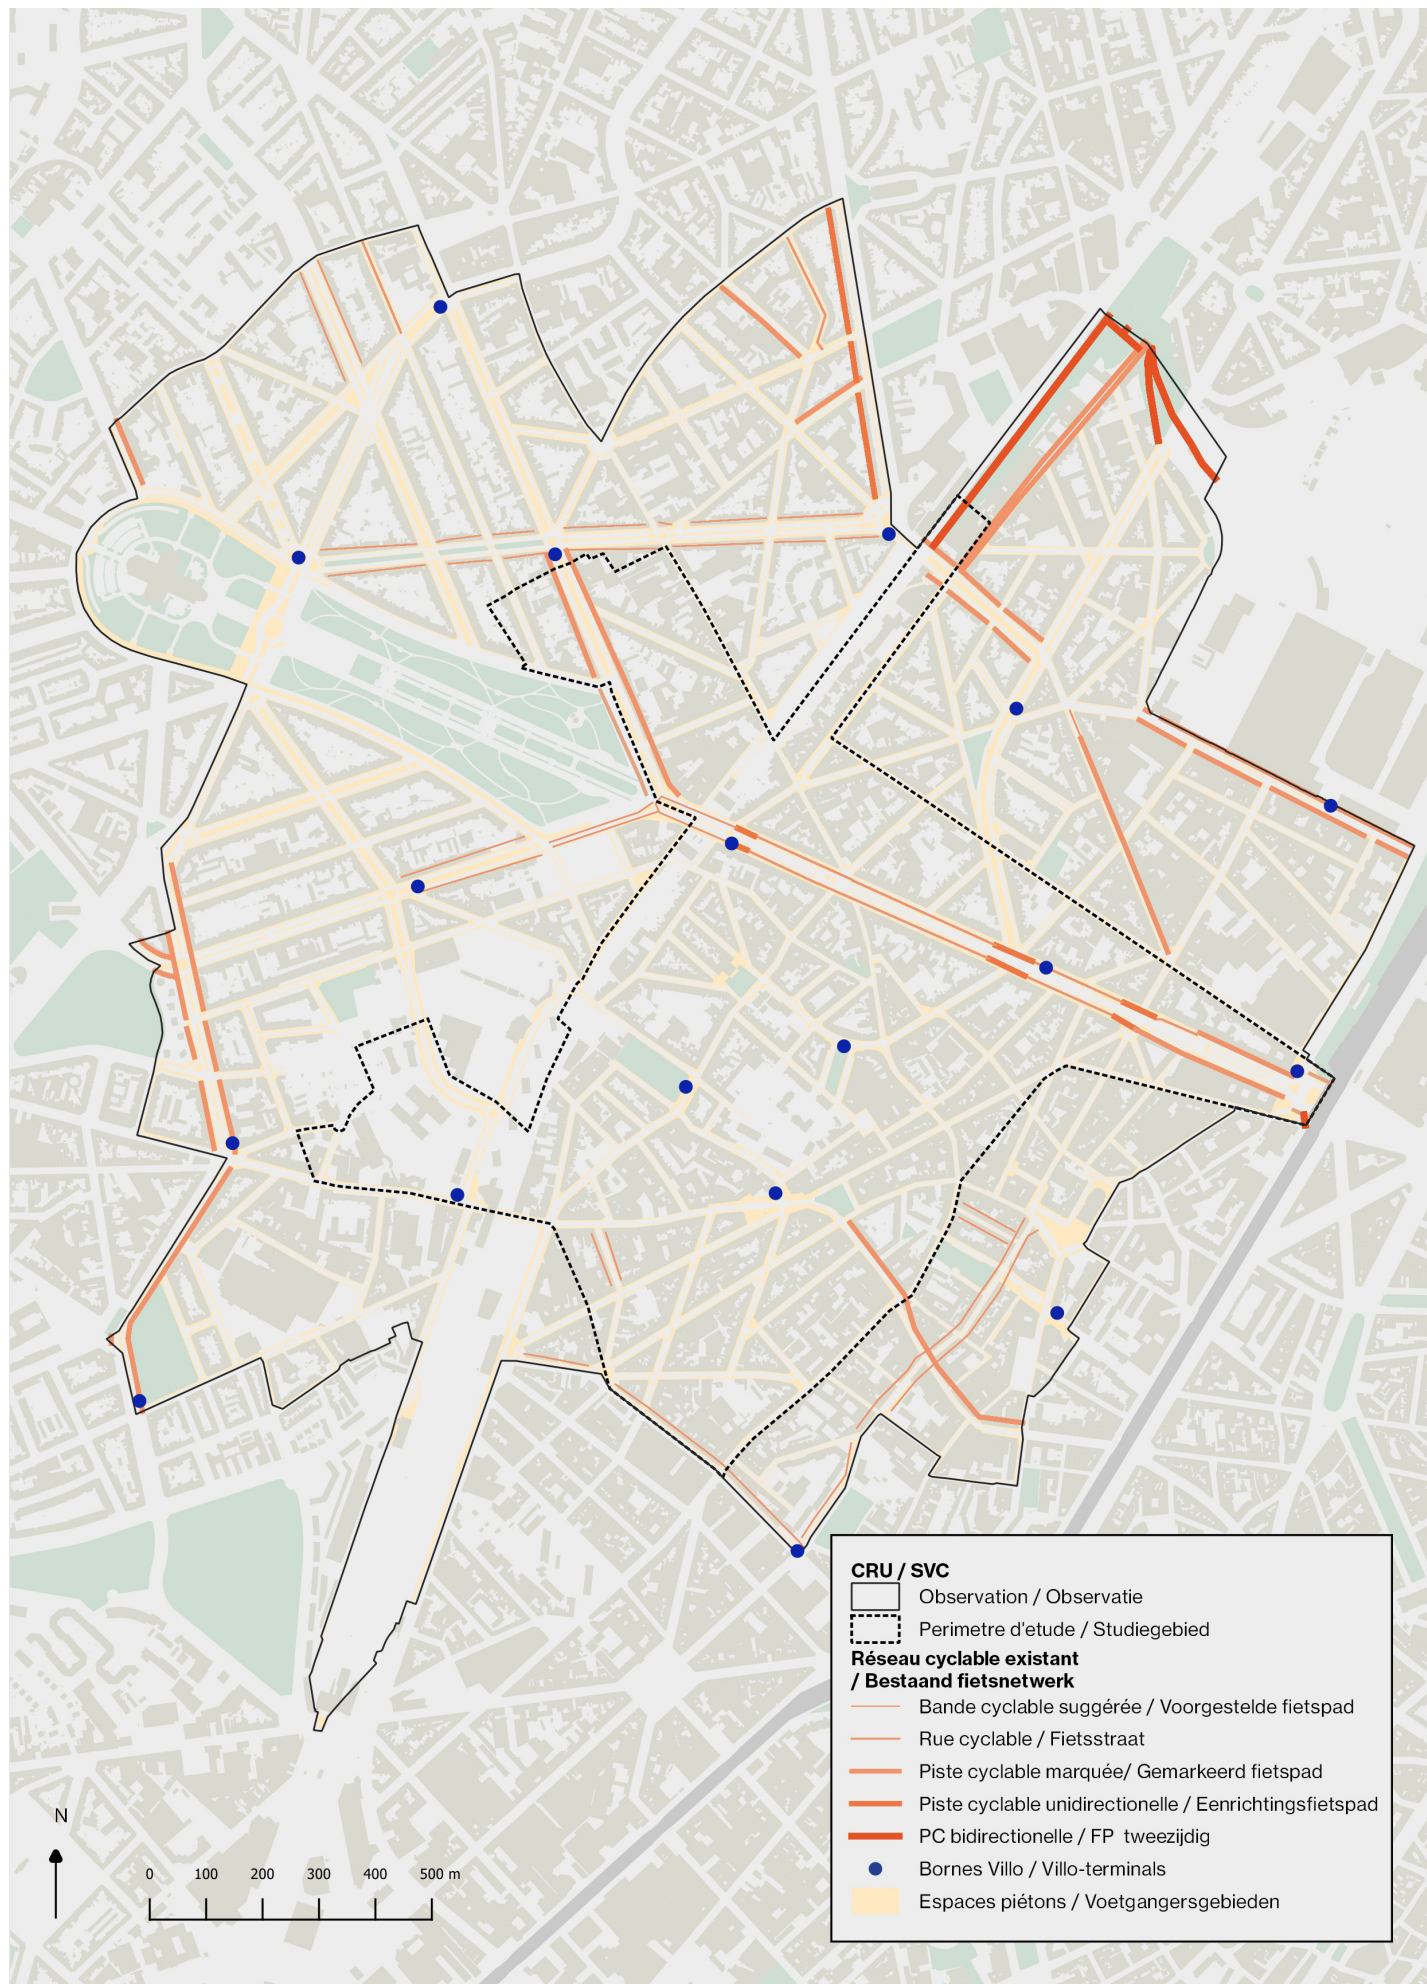 CRU / SVC
Observation / Observatie
Perimetre d'etude / Studiegebied
Réseau cyclable existant
/ Bestaand fietsnetwerk
Bande cyclable suggérée / Voorgestelde fietspad
Rue cyclable / Fietsstraat
Piste cyclable marquée/ Gemarkeerd fietspad
Piste cyclable unidirectionelle / Eenrichtingsfietspad
PC bidirectionelle / FP tweezijdig
Bornes Villo / Villo-terminals
Espaces piétons / Voetgangersgebieden
N
0 100 200 300 400 500 m